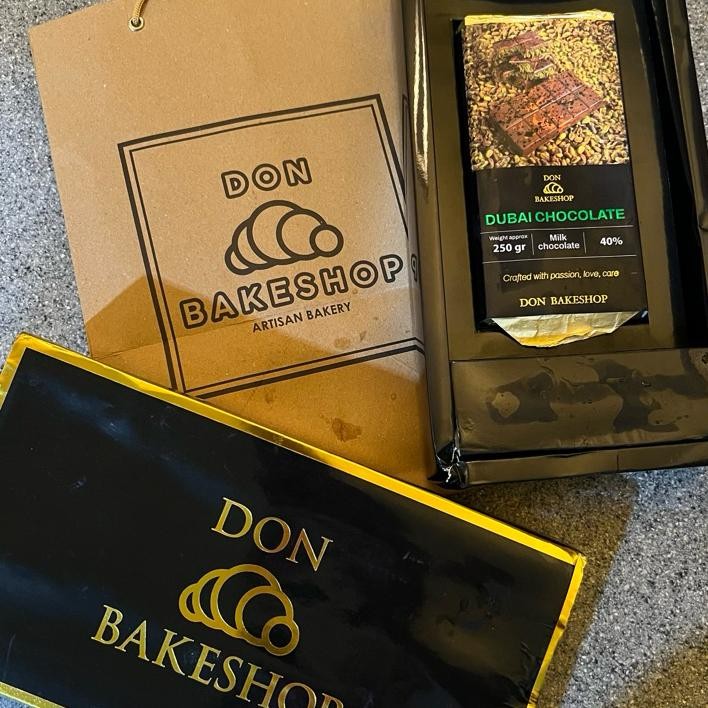 DON
BAKESHOP
ARTISAN BAKERY
DON
BAKESHOP
DUBAI CHOCOLATE
Weight approx
250 gr
Milk
chocolate
40%
Crafted with passion, love, care
DON BAKESHOP
DON
BAKESHOP